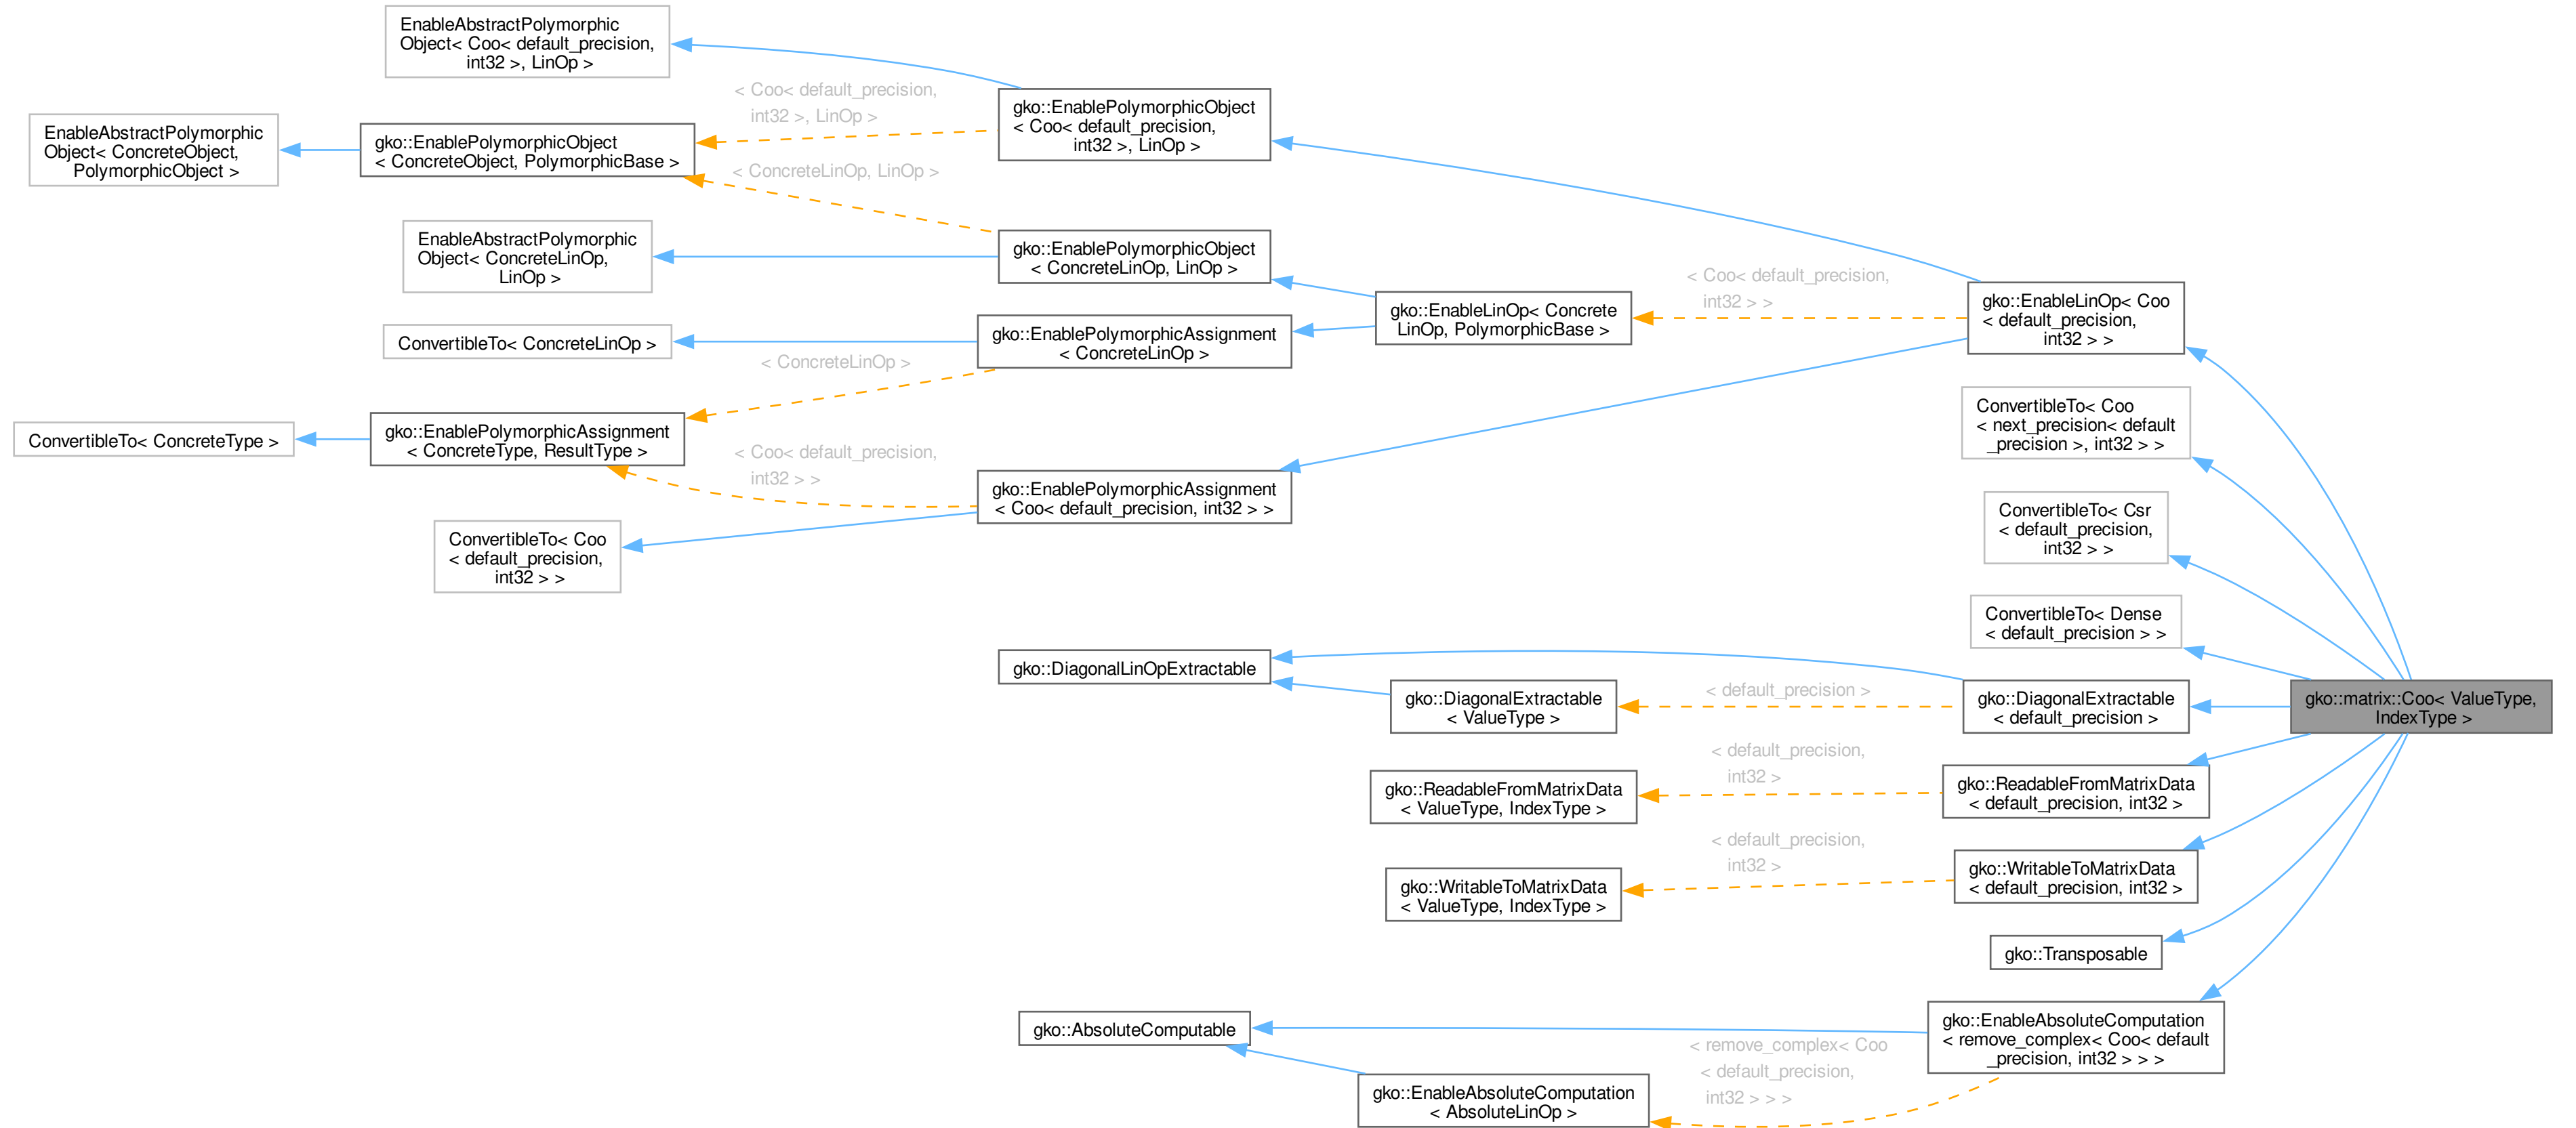 EnableAbstractPolymorphic
Object< Coo< default_precision,
int32 >, LinOp >
< Coo< default_precision,
int32 >, LinOp >
gko::EnablePolymorphicObject
< Coo< default_precision,
int32 >, LinOp >
EnableAbstractPolymorphic
Object< ConcreteObject,
PolymorphicObject >
gko::EnablePolymorphicObject
< ConcreteObject, PolymorphicBase >
< ConcreteLinOp, LinOp >
EnableAbstractPolymorphic
Object< ConcreteLinOp,
LinOp >
gko::EnablePolymorphicObject
< ConcreteLinOp, LinOp >
< Coo< default_precision,
int32 > >
gko::EnableLinOp< Concrete
LinOp, PolymorphicBase >
gko::EnableLinOp< Coo
< default_precision,
int32 > >
ConvertibleTo< ConcreteLinOp >
gko::EnablePolymorphicAssignment
< ConcreteLinOp >
< ConcreteLinOp >
ConvertibleTo< Coo
< next_precision< default
_precision >, int32 > >
ConvertibleTo< ConcreteType >
gko::EnablePolymorphicAssignment
< ConcreteType, ResultType >
< Coo< default_precision,
int32 > >
gko::EnablePolymorphicAssignment
< Coo< default_precision, int32 > >
ConvertibleTo< Csr
< default_precision,
int32 > >
ConvertibleTo< Coo
< default_precision,
int32 > >
ConvertibleTo< Dense
< default_precision > >
gko::DiagonalLinOpExtractable
gko::DiagonalExtractable
< ValueType >
< default_precision >
gko::DiagonalExtractable
< default_precision >
gko::matrix::Coo< ValueType,
IndexType >
< default_precision,
int32 >
gko::ReadableFromMatrixData
< ValueType, IndexType >
gko::ReadableFromMatrixData
< default_precision, int32 >
< default_precision,
int32 >
gko::WritableToMatrixData
< ValueType, IndexType >
gko::WritableToMatrixData
< default_precision, int32 >
gko::Transposable
gko::AbsoluteComputable
gko::EnableAbsoluteComputation
< remove_complex< Coo< default
_precision, int32 > > >
< remove_complex< Coo
< default_precision,
int32 > > >
gko::EnableAbsoluteComputation
< AbsoluteLinOp >